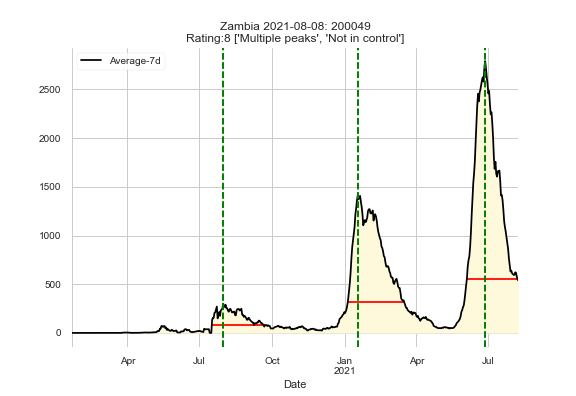 Zambia 2021-08-08: 200049
Rating:8 ['Multiple peaks', 'Not in control']
Average-7d
2500
2000
1500
1000
500
0
Apr
Jul
Oct
Jan
2021
Apr
Jul
Date